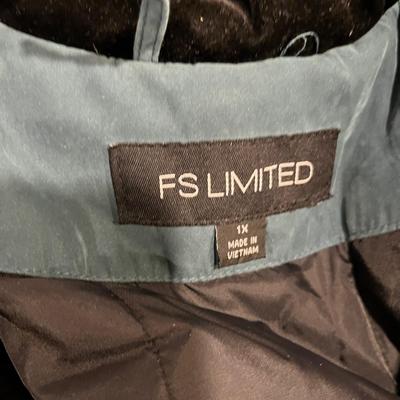 FS LIMITED
1X
MADE IN
VIETNAM